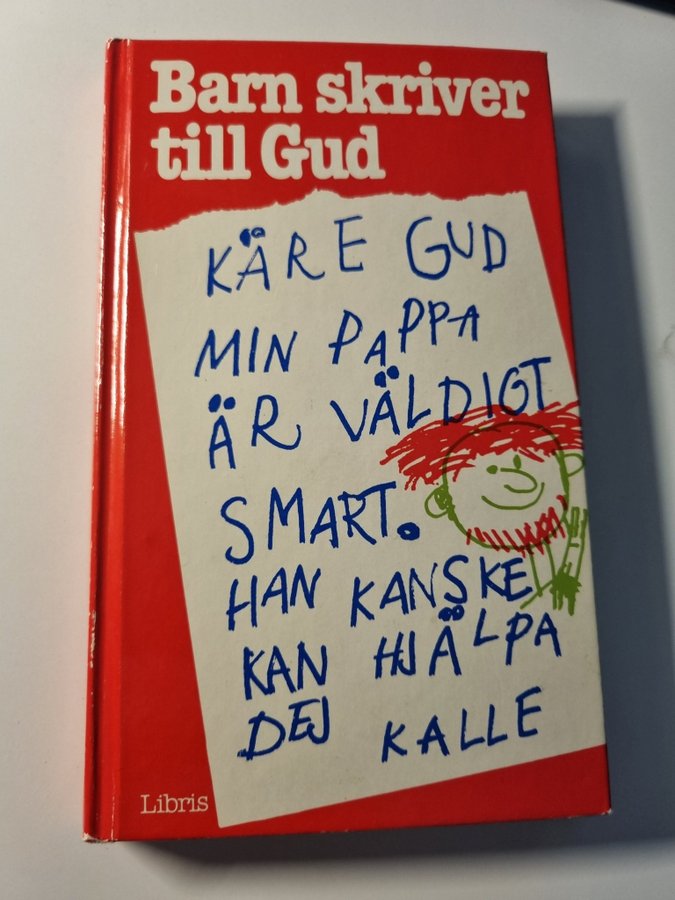 Barn skriver
till Gud
KÄRE GUD
MIN PAPPA
ÄR VÄLDIGT
SMART.
HAN KANSKE
KAN HJÄLPA
DEJ KALLE
Libris